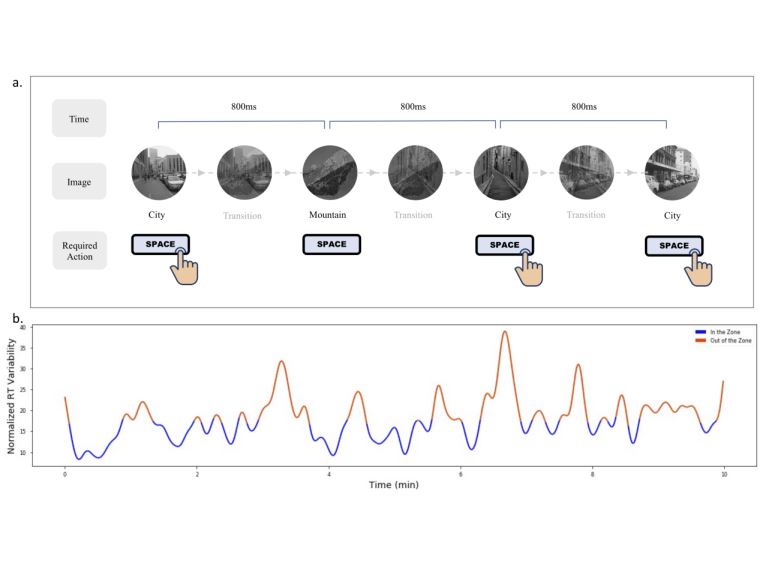 a.
Time
800ms 800ms 800ms
Image
City Transition Mountain Transition City Transition City
Required
Action
SPACE SPACE SPACE SPACE
b.
Normalized RT Variability
40
35
30
25
20
15
10
In the Zone
Out of the Zone
0 2 4 6 8 10
Time (min)